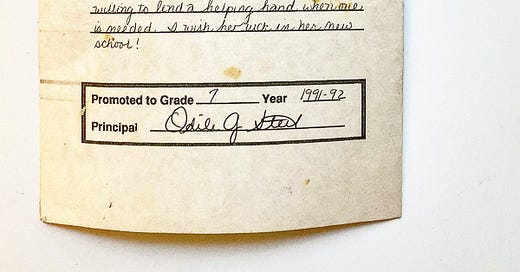 willing to lend a helping hand when one
is needed. I wish her luck in her new
school!
Promoted to Grade 7 Year 1991-92
Principal Odile G